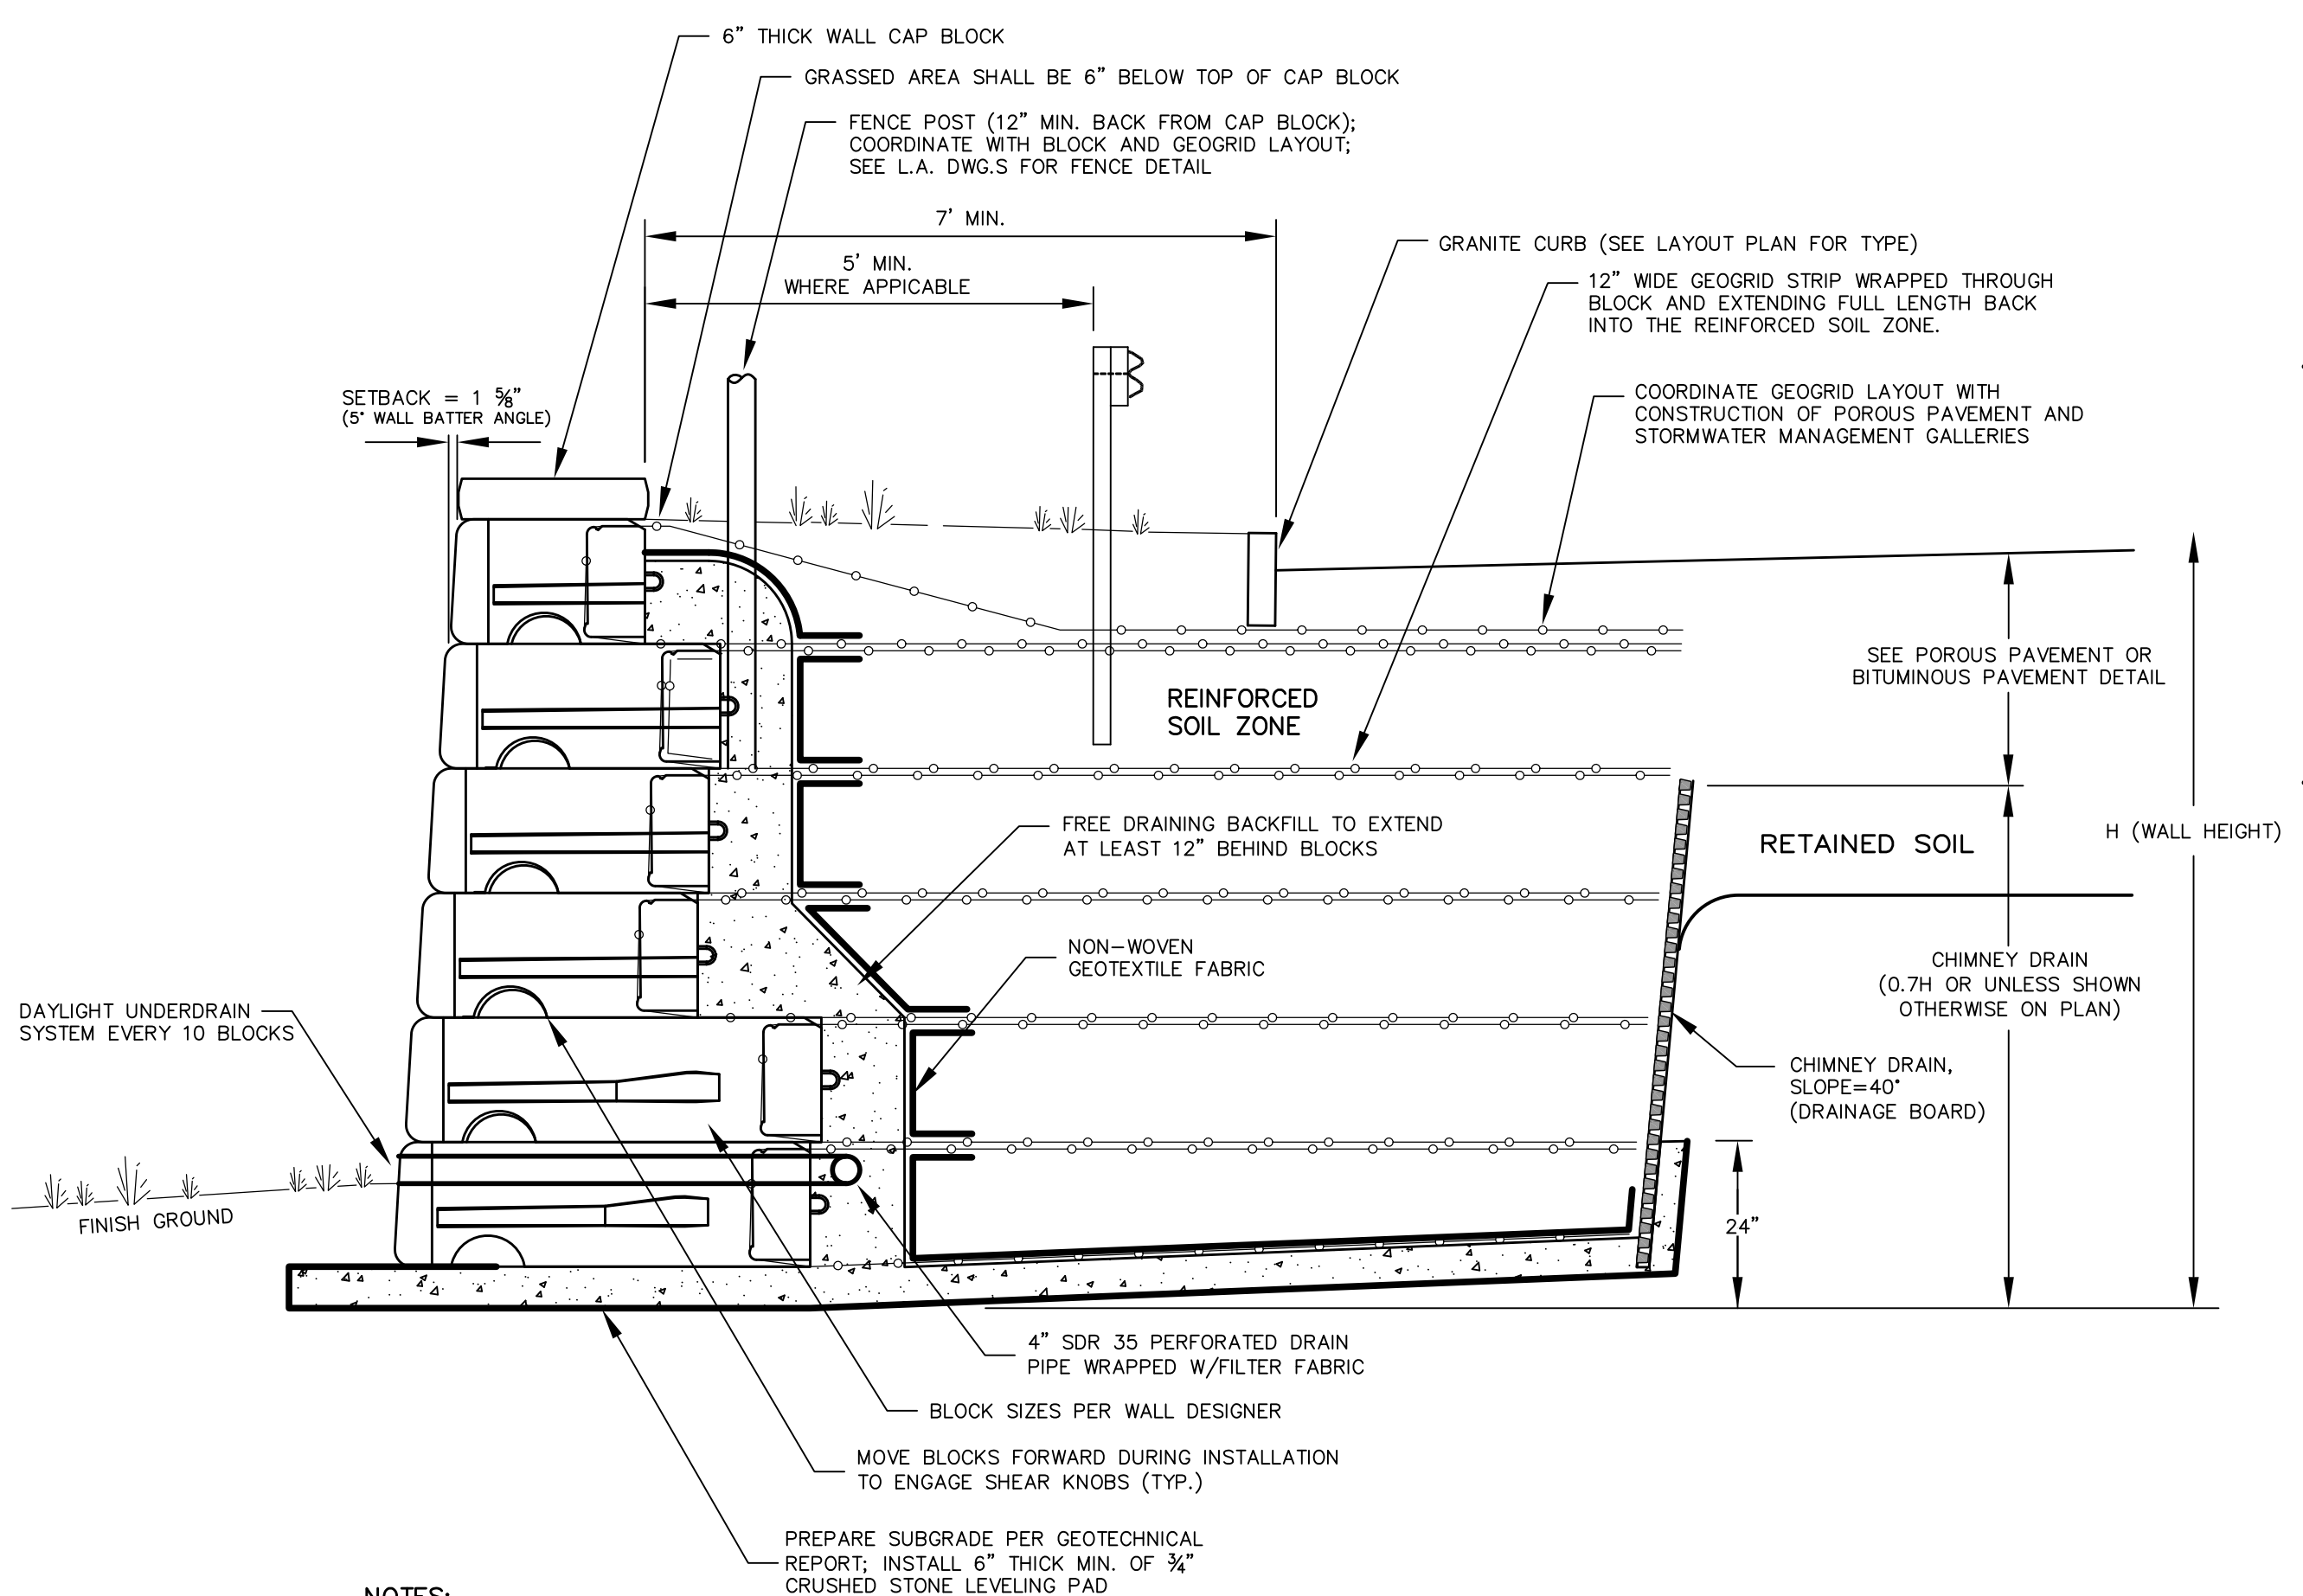 6” THICK WALL CAP BLOCK
GRASSED AREA SHALL BE 6” BELOW TOP OF CAP BLOCK
FENCE POST (12” MIN. BACK FROM CAP BLOCK);
COORDINATE WITH BLOCK AND GEOGRID LAYOUT;
SEE L.A. DWG.S FOR FENCE DETAIL
7’ MIN.
5’ MIN.
WHERE APPICABLE
GRANITE CURB (SEE LAYOUT PLAN FOR TYPE)
12” WIDE GEOGRID STRIP WRAPPED THROUGH
BLOCK AND EXTENDING FULL LENGTH BACK
INTO THE REINFORCED SOIL ZONE.
COORDINATE GEOGRID LAYOUT WITH
CONSTRUCTION OF POROUS PAVEMENT AND
STORMWATER MANAGEMENT GALLERIES
SETBACK = 1 ⅝”
(5° WALL BATTER ANGLE)
SEE POROUS PAVEMENT OR
BITUMINOUS PAVEMENT DETAIL
REINFORCED
SOIL ZONE
FREE DRAINING BACKFILL TO EXTEND
AT LEAST 12” BEHIND BLOCKS
RETAINED SOIL
H (WALL HEIGHT)
NON-WOVEN
GEOTEXTILE FABRIC
CHIMNEY DRAIN
(0.7H OR UNLESS SHOWN
OTHERWISE ON PLAN)
DAYLIGHT UNDERDRAIN
SYSTEM EVERY 10 BLOCKS
CHIMNEY DRAIN,
SLOPE=40°
(DRAINAGE BOARD)
FINISH GROUND
24”
4” SDR 35 PERFORATED DRAIN
PIPE WRAPPED W/FILTER FABRIC
BLOCK SIZES PER WALL DESIGNER
MOVE BLOCKS FORWARD DURING INSTALLATION
TO ENGAGE SHEAR KNOBS (TYP.)
PREPARE SUBGRADE PER GEOTECHNICAL
REPORT; INSTALL 6” THICK MIN. OF ¾”
CRUSHED STONE LEVELING PAD
NOTES: